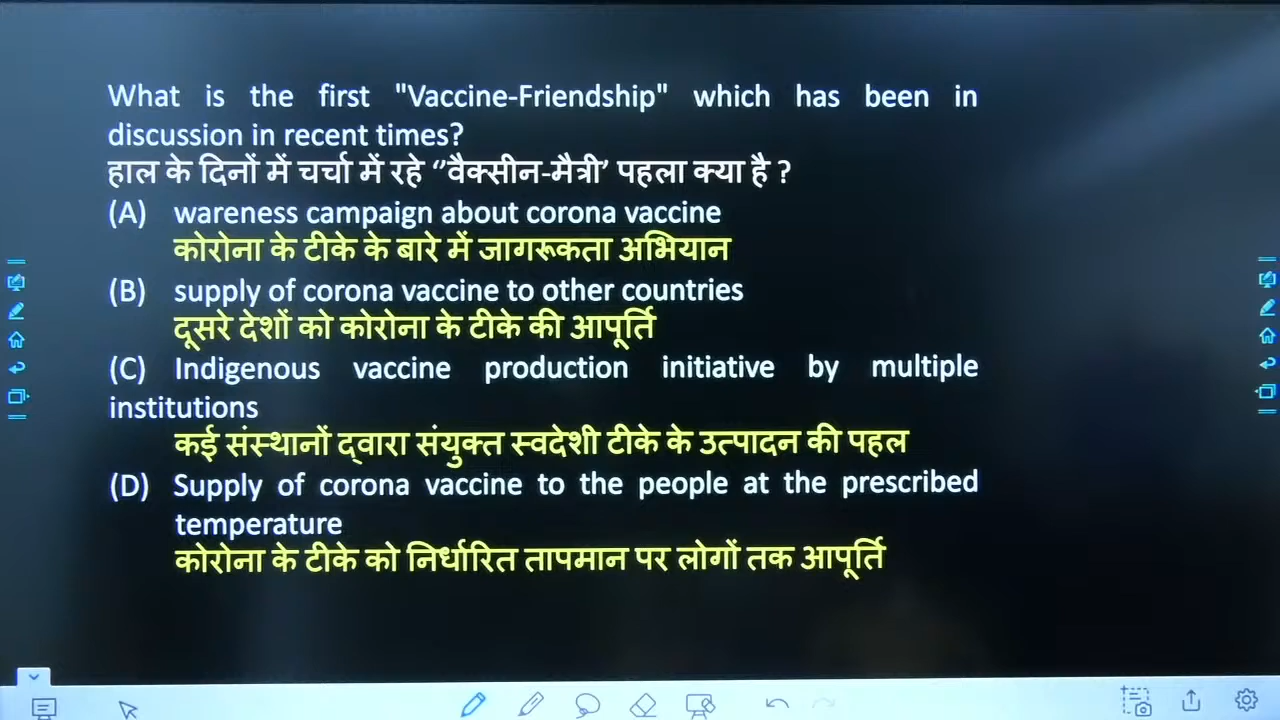 What is the first "Vaccine-Friendship" which has been in
discussion in recent times?
हाल के दिनों में चर्चा में रहे ‘‘वैक्सीन-मैत्री’ पहला क्या है ?
(A) wareness campaign about corona vaccine
कोरोना के टीके के बारे में जागरूकता अभियान
(B) supply of corona vaccine to other countries
दूसरे देशों को कोरोना के टीके की आपूर्ति
(C) Indigenous vaccine production initiative by multiple
institutions
कई संस्थानों द्वारा संयुक्त स्वदेशी टीके के उत्पादन की पहल
(D) Supply of corona vaccine to the people at the prescribed
temperature
कोरोना के टीके को निर्धारित तापमान पर लोगों तक आपूर्ति